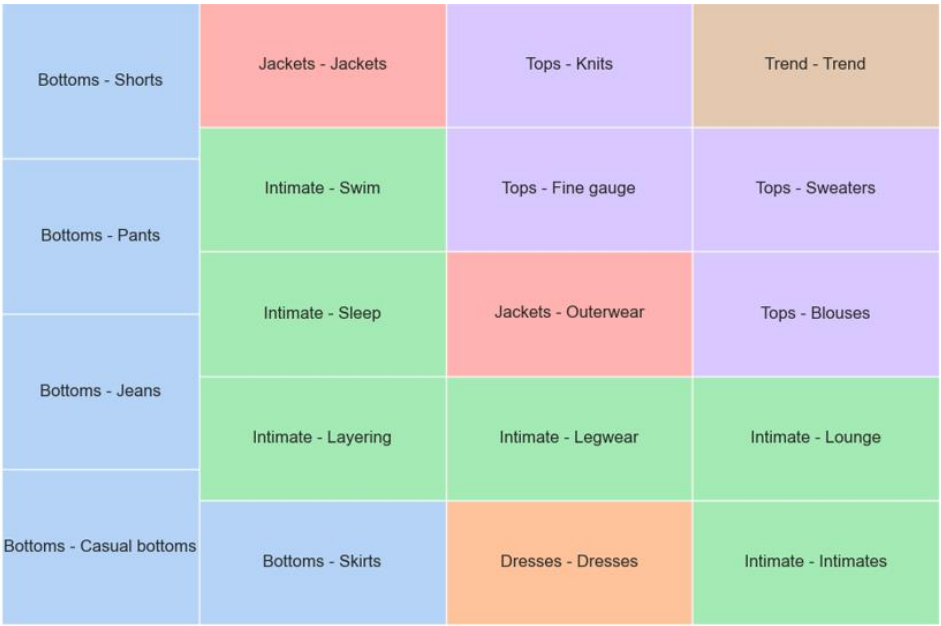 Bottoms - Shorts
Bottoms - Pants
Bottoms - Jeans
Bottoms - Casual bottoms
Jackets - Jackets
Intimate - Swim
Intimate - Sleep
Intimate - Layering
Bottoms - Skirts
Tops - Knits
Tops - Fine gauge
Jackets - Outerwear
Intimate - Legwear
Dresses - Dresses
Trend - Trend
Tops - Sweaters
Tops - Blouses
Intimate - Lounge
Intimate - Intimates